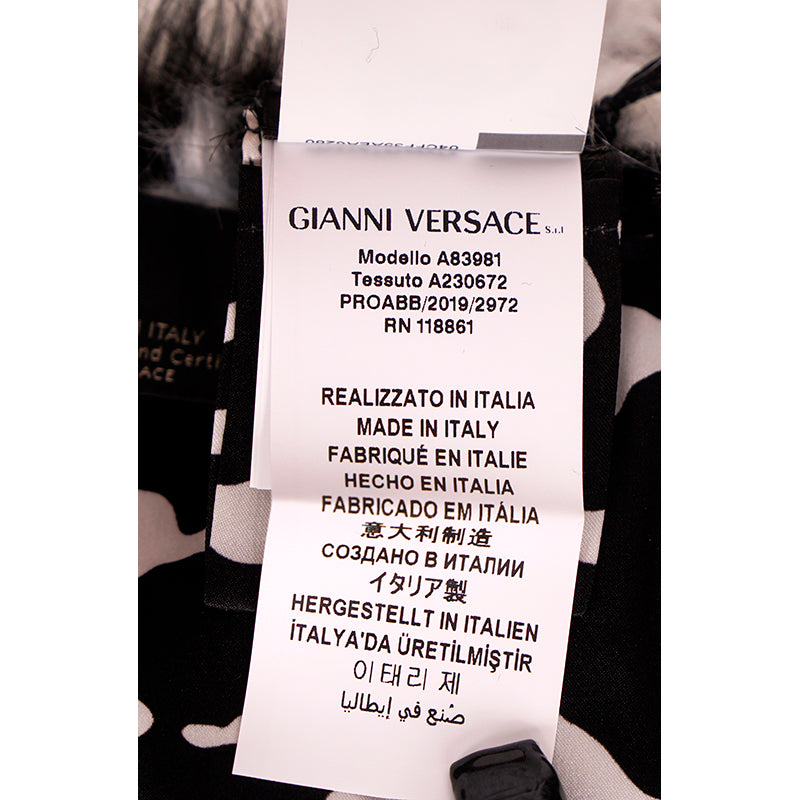 GIANNI VERSACE S.r.l
Modello A83981
Tessuto A230672
PROABB/2019/2972
RN 118861
REALIZZATO IN ITALIA
MADE IN ITALY
FABRIQUÉ EN ITALIE
HECHO EN ITALIA
FABRICADO EM ITÁLIA
意大利制造
СОЗДАНО В ИТАЛИИ
イタリア製
HERGESTELLT IN ITALIEN
İTALYA'DA ÜRETİLMİŞTİR
이태리 제
صُنع في إيطاليا
ITALY